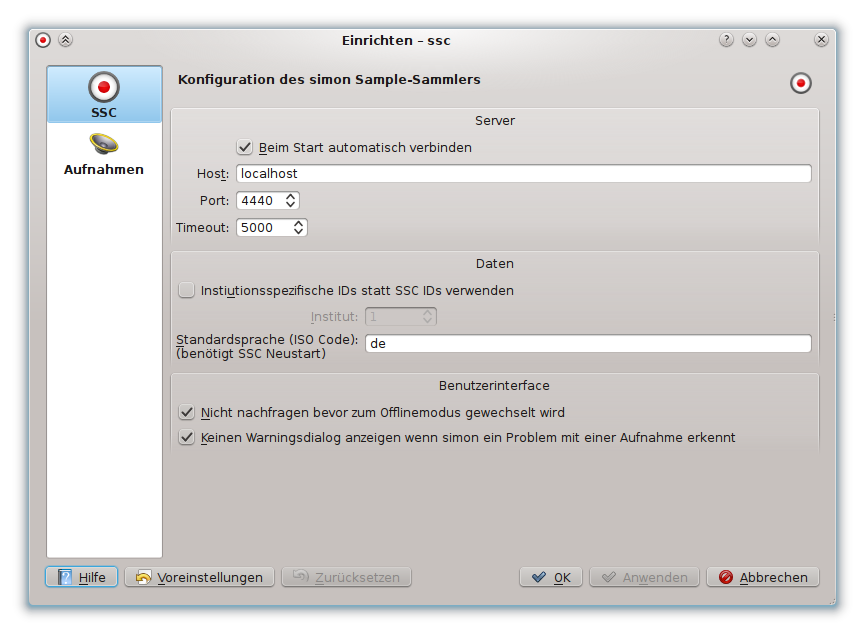 Einrichten – ssc
SSC
Aufnahmen
Konfiguration des simon Sample-Sammlers
Server
Beim Start automatisch verbinden
Host: localhost
Port: 4440
Timeout: 5000
Daten
Instiutionsspezifische IDs statt SSC IDs verwenden
Institut: 1
Standardsprache (ISO Code):
(benötigt SSC Neustart)
de
Benutzerinterface
Nicht nachfragen bevor zum Offlinemodus gewechselt wird
Keinen Warningsdialog anzeigen wenn simon ein Problem mit einer Aufnahme erkennt
Hilfe Voreinstellungen Zurücksetzen OK Anwenden Abbrechen